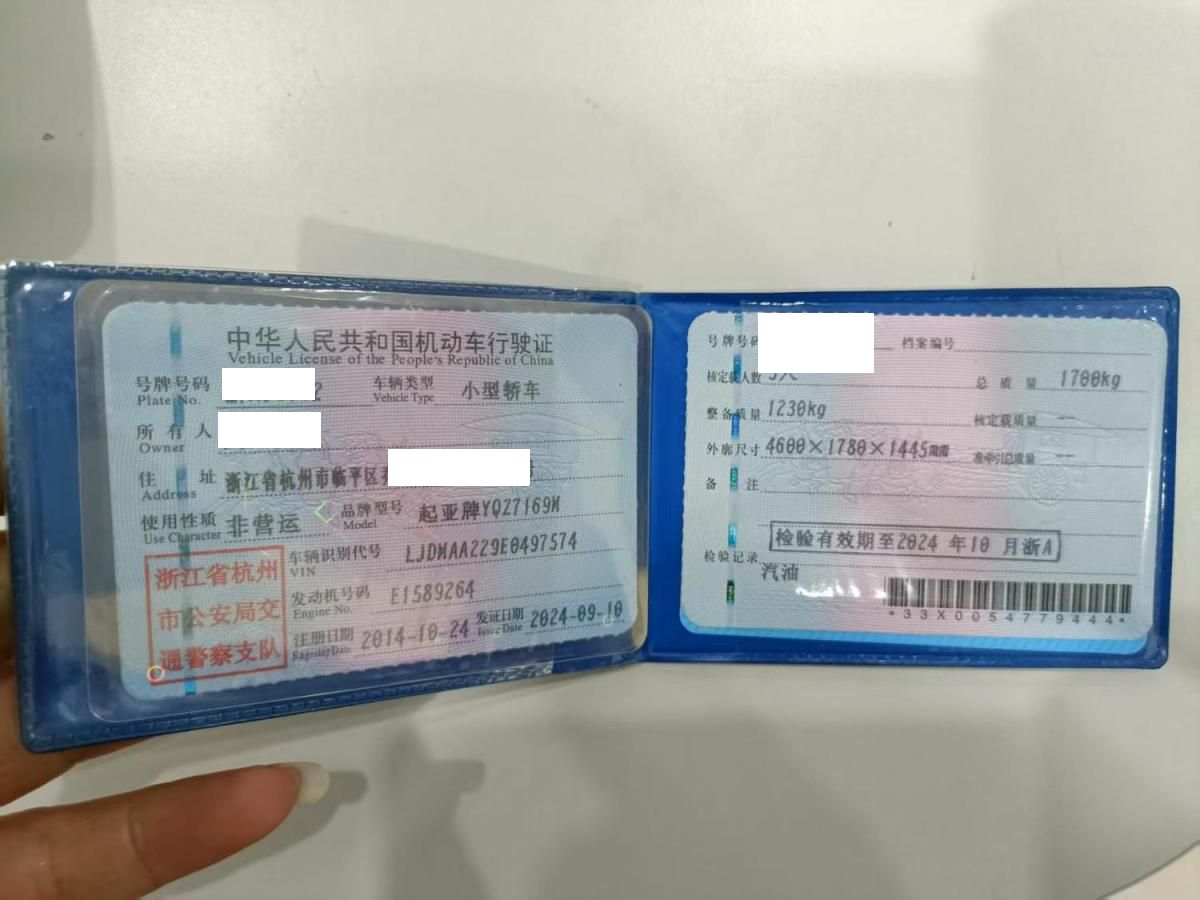 中华人民共和国机动车行驶证
Vehicle License of the People's Republic of China
号牌号码 车辆类型 小型轿车
Plate No. Vehicle Type
所有人
Owner
住址 浙江省杭州市临平区
Address
使用性质 非营运 品牌型号 起亚牌YQZ7169M
Use Character Model
浙江省杭州
市公安局交
通警察支队
车辆识别代号 LJDMAA229E0497574
VIN
发动机号码 E1589264
Engine No.
注册日期 2014-10-24 发证日期 2024-09-10
Register Date Issue Date
号牌号码 档案编号
核定载人数 5人 总质量 1700kg
整备质量 1230kg 核定载质量 --
外廓尺寸 4600×1780×1445mm 准牵引总质量 --
备注
检验有效期至2024 年10 月浙A
检验记录
汽油
*33X0054779444*